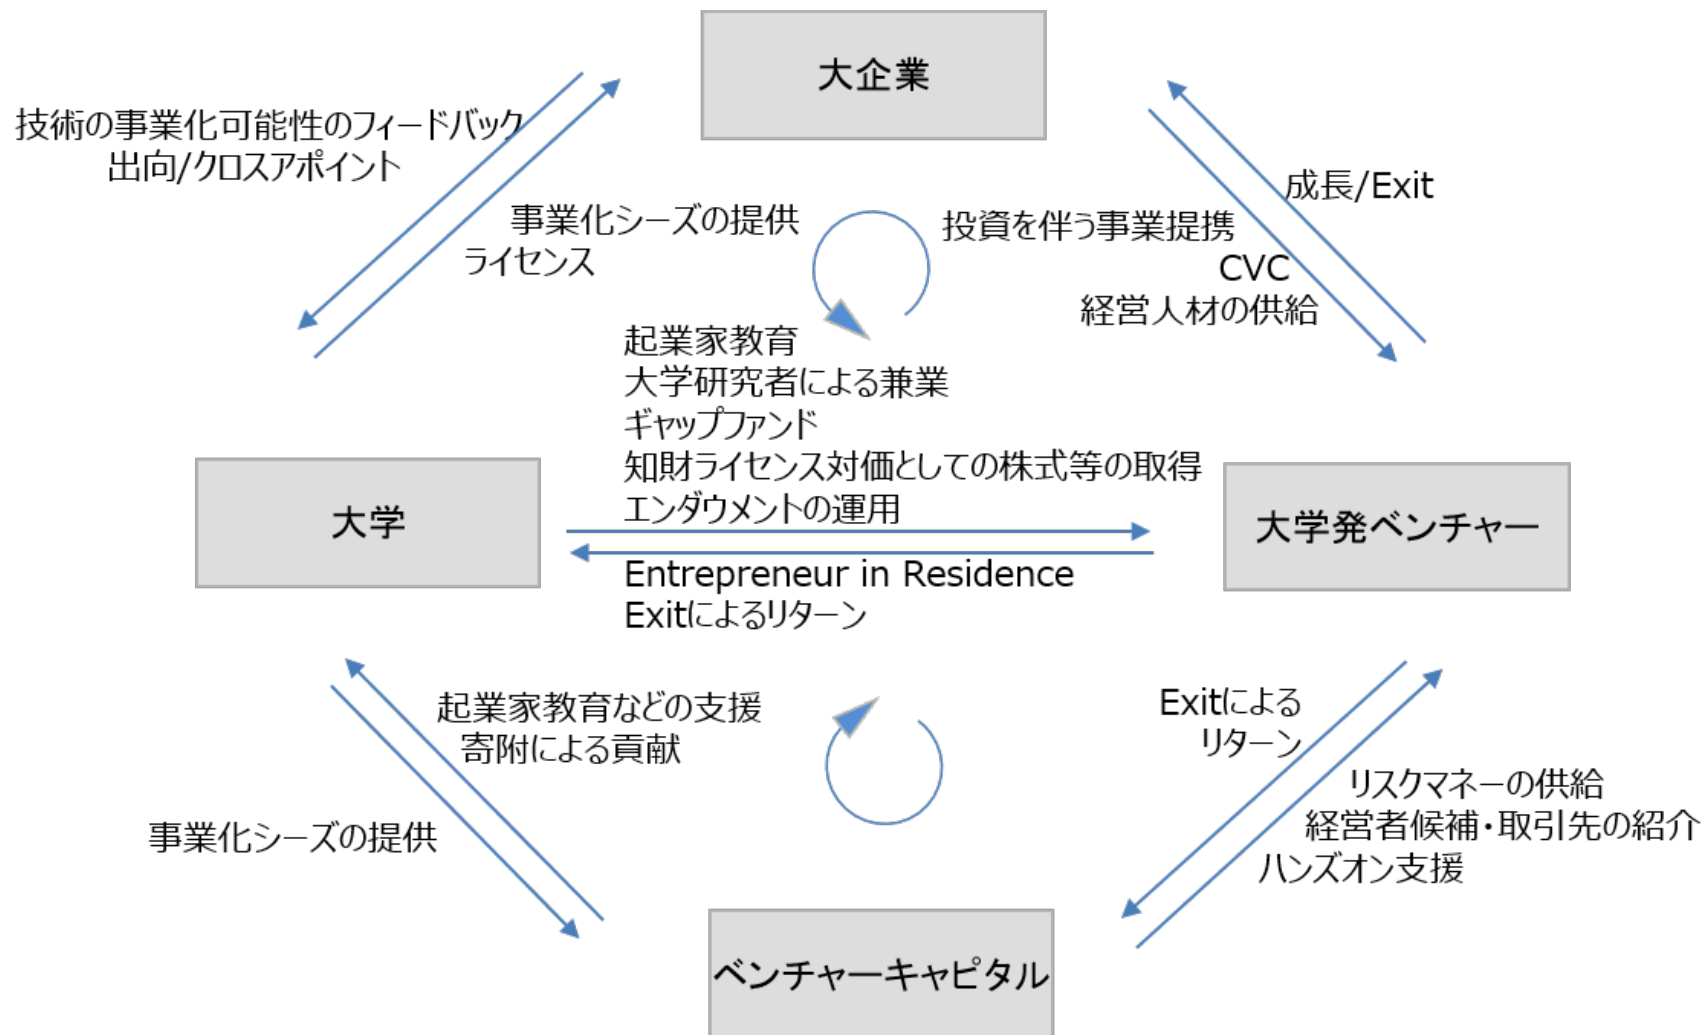 大企業
技術の事業化可能性のフィードバック
出向/クロスアポイント
成長/Exit
事業化シーズの提供
ライセンス
投資を伴う事業提携
CVC
経営人材の供給
起業家教育
大学研究者による兼業
ギャップファンド
知財ライセンス対価としての株式等の取得
エンダウメントの運用
大学
大学発ベンチャー
Entrepreneur in Residence
Exitによるリターン
起業家教育などの支援
寄附による貢献
Exitによる
リターン
事業化シーズの提供
リスクマネーの供給
経営者候補・取引先の紹介
ハンズオン支援
ベンチャーキャピタル